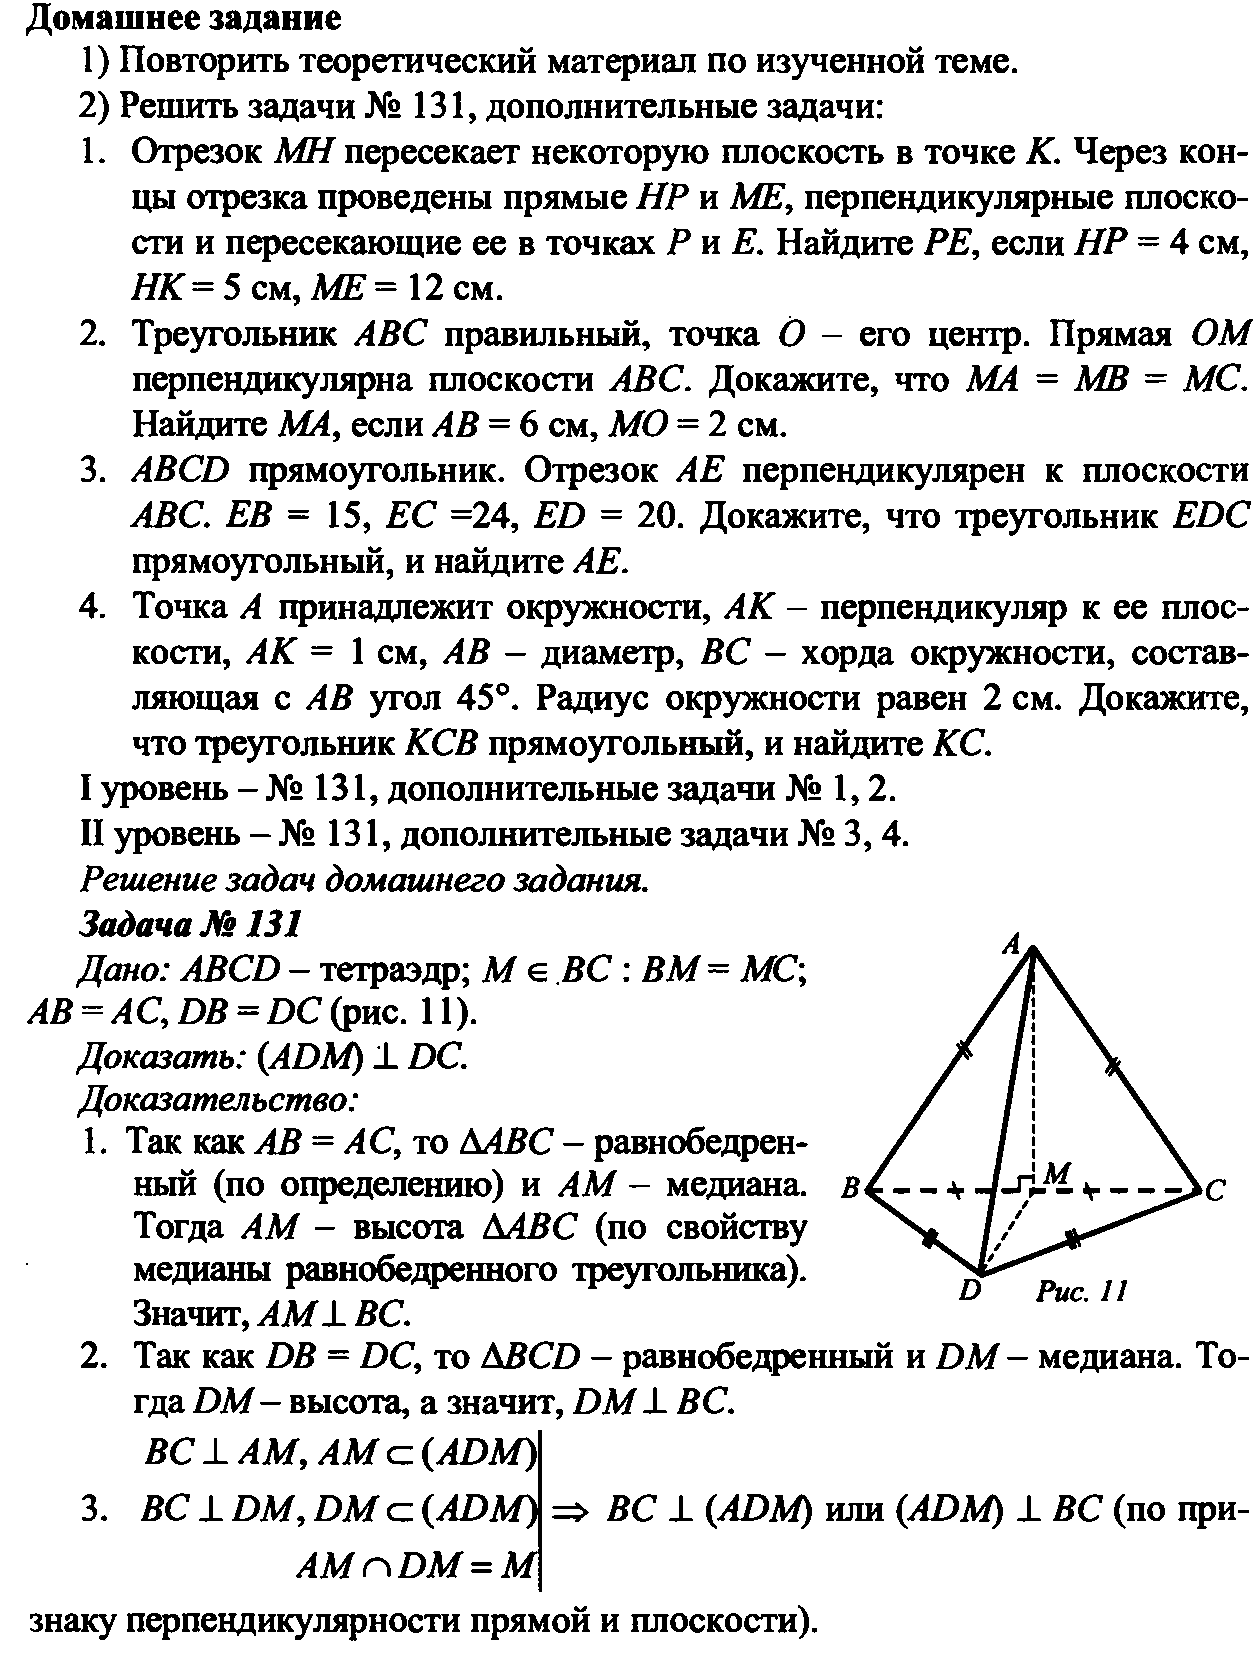 Домашнее задание
1) Повторить теоретический материал по изученной теме.
2) Решить задачи № 131, дополнительные задачи:
1. Отрезок MH пересекает некоторую плоскость в точке K. Через кон-
цы отрезка проведены прямые HP и ME, перпендикулярные плоско-
сти и пересекающие ее в точках P и E. Найдите PE, если HP = 4 см,
HK = 5 см, ME = 12 см.
2. Треугольник ABC правильный, точка O – его центр. Прямая OM
перпендикулярна плоскости ABC. Докажите, что MA = MB = MC.
Найдите MA, если AB = 6 см, MO = 2 см.
3. ABCD прямоугольник. Отрезок AE перпендикулярен к плоскости
ABC. EB = 15, EC =24, ED = 20. Докажите, что треугольник EDC
прямоугольный, и найдите AE.
4. Точка A принадлежит окружности, AK – перпендикуляр к ее плос-
кости, AK = 1 см, AB – диаметр, BC – хорда окружности, состав-
ляющая с AB угол 45°. Радиус окружности равен 2 см. Докажите,
что треугольник KCB прямоугольный, и найдите KC.
I уровень – № 131, дополнительные задачи № 1, 2.
II уровень – № 131, дополнительные задачи № 3, 4.
Решение задач домашнего задания.
Задача № 131
Дано: ABCD – тетраэдр; M ∈ BC : BM = MC;
AB = AC, DB = DC (рис. 11).
Доказать: (ADM) ⊥ DC.
Доказательство:
1. Так как AB = AC, то ΔABC – равнобедрен-
ный (по определению) и AM – медиана.
Тогда AM – высота ΔABC (по свойству
медианы равнобедренного треугольника).
Значит, AM ⊥ BC.
A
B
M
C
D
Рис. 11
2. Так как DB = DC, то ΔBCD – равнобедренный и DM – медиана. То-
гда DM – высота, а значит, DM ⊥ BC.
BC ⊥ AM, AM ⊂ (ADM)
3. BC ⊥ DM, DM ⊂ (ADM) ⇒ BC ⊥ (ADM) или (ADM) ⊥ BC (по при-
AM ∩ DM = M
знаку перпендикулярности прямой и плоскости).